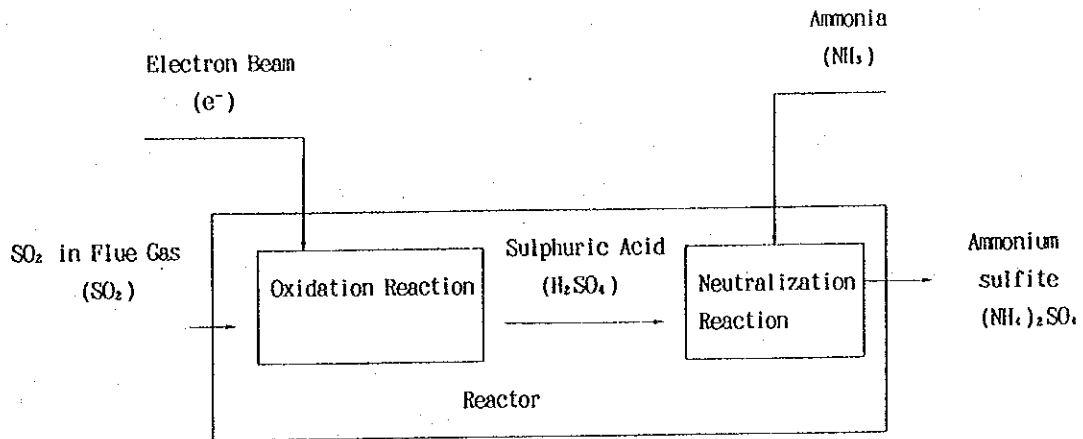 Ammonia
(NH₃)
Electron Beam
(e⁻)
SO₂ in Flue Gas
(SO₂)
Oxidation Reaction
Sulphuric Acid
(H₂SO₄)
Neutralization
Reaction
Ammonium
sulfite
(NH₄)₂SO₄
Reactor